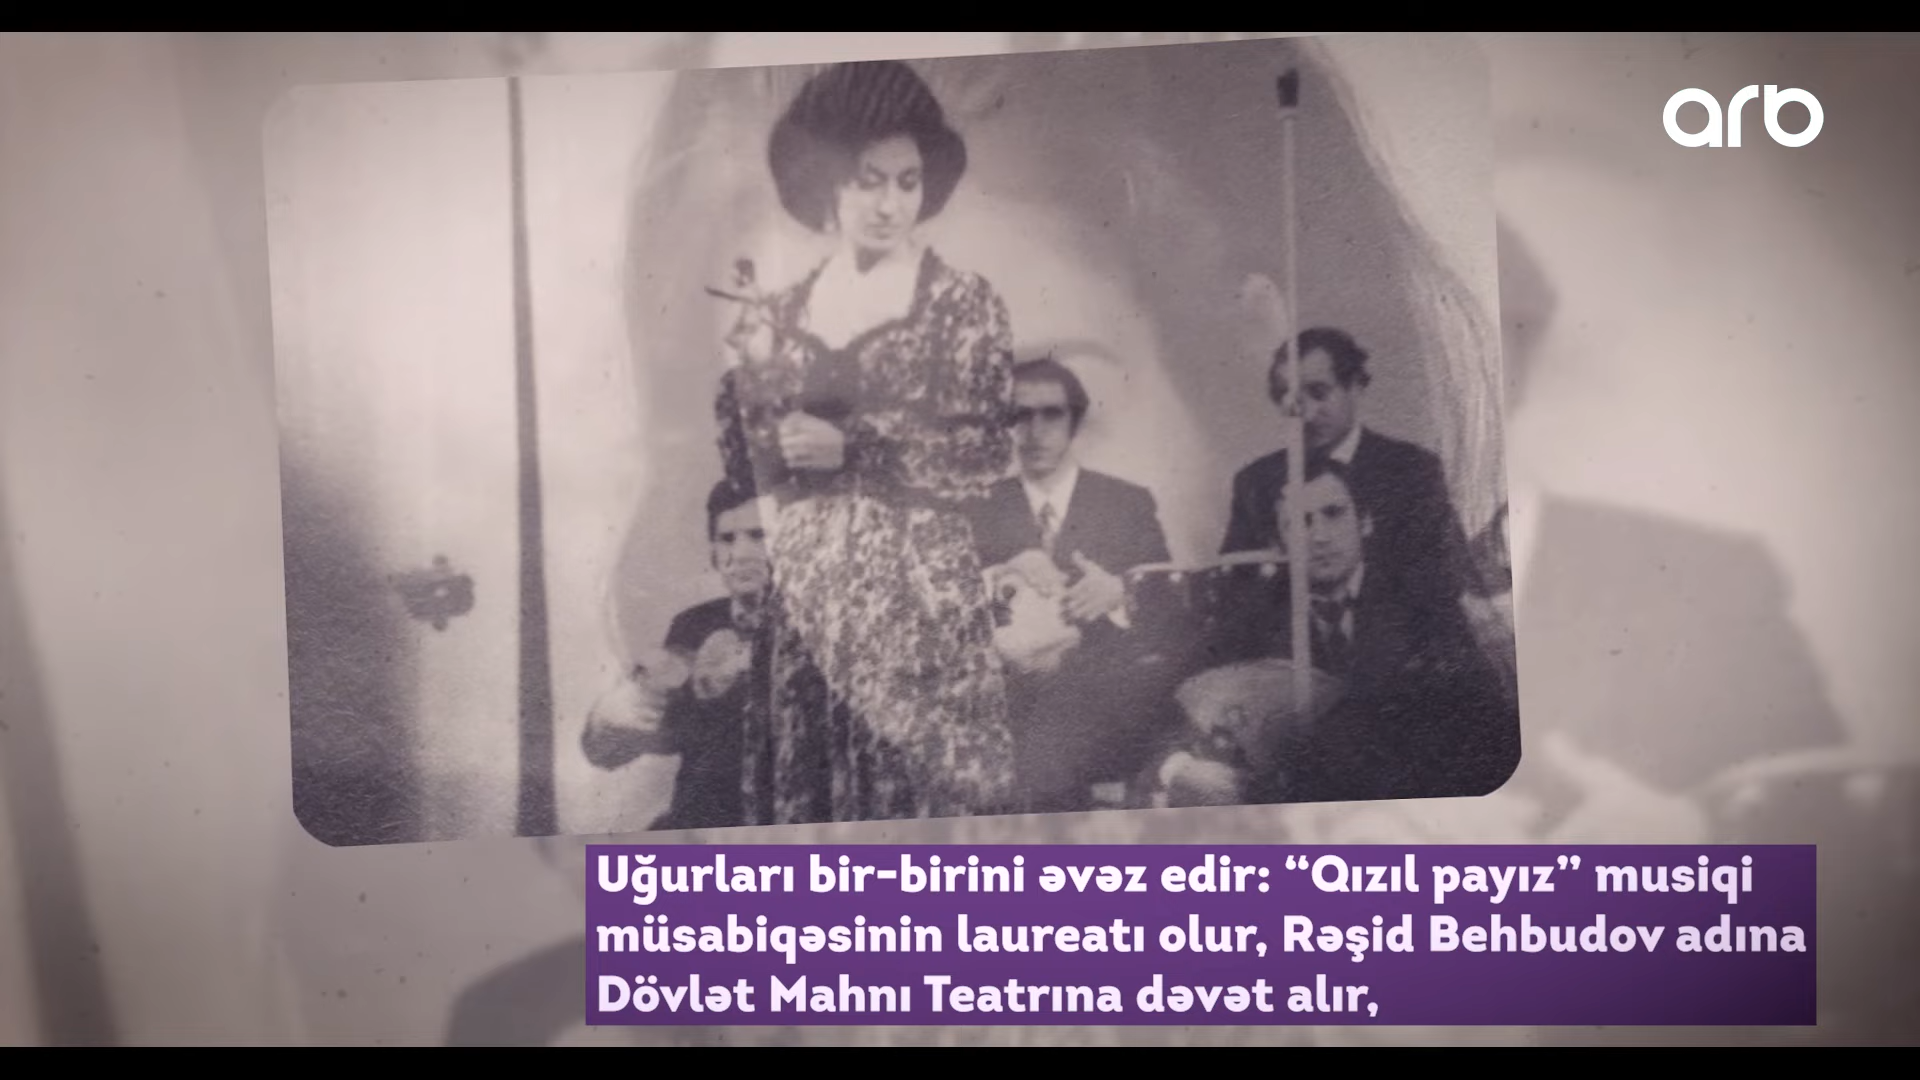 arb
Uğurları bir-birini əvəz edir: “Qızıl payız” musiqi
müsabiqəsinin laureatı olur, Rəşid Behbudov adına
Dövlət Mahnı Teatrına dəvət alır,